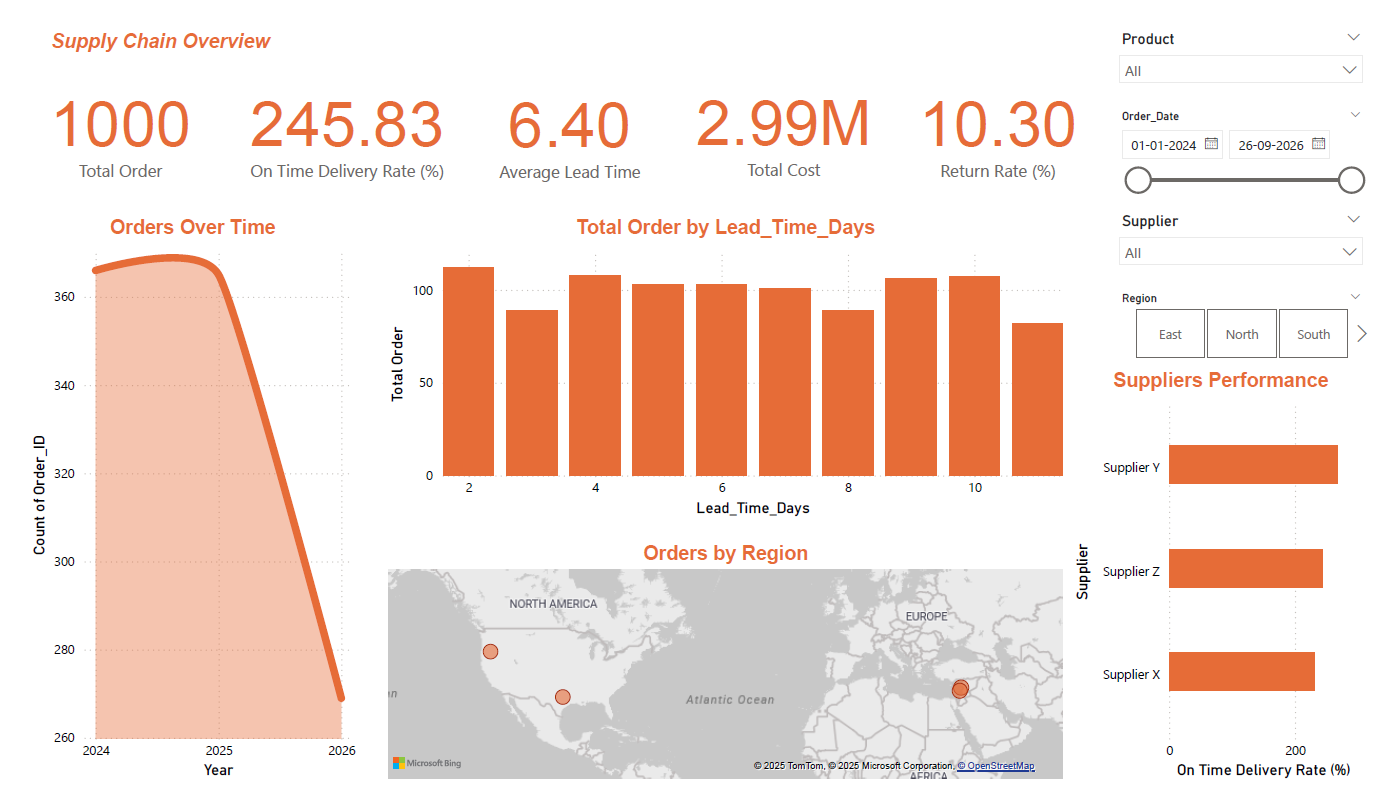 Supply Chain Overview
1000
Total Order
245.83
On Time Delivery Rate (%)
6.40
Average Lead Time
2.99M
Total Cost
10.30
Return Rate (%)
Product
All
Order_Date
01-01-2024
26-09-2026
Supplier
All
Region
East
North
South
Orders Over Time
Count of Order_ID
360
340
320
300
280
260
2024
2025
2026
Year
Total Order by Lead_Time_Days
Total Order
100
50
0
2
4
6
8
10
Lead_Time_Days
Orders by Region
NORTH AMERICA
EUROPE
Atlantic Ocean
AFRICA
Microsoft Bing
© 2025 TomTom, © 2025 Microsoft Corporation, © OpenStreetMap
Suppliers Performance
Supplier
Supplier Y
Supplier Z
Supplier X
0
200
On Time Delivery Rate (%)